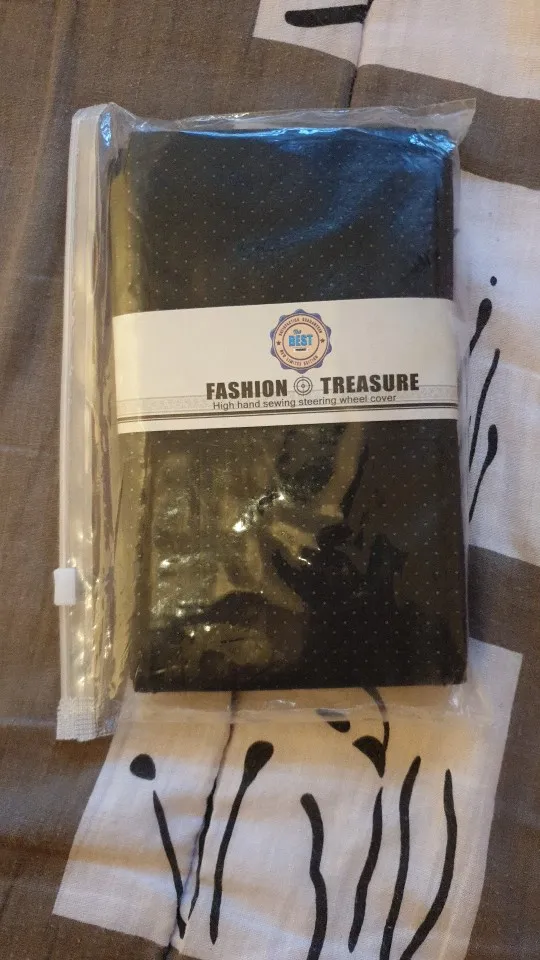 The
BEST
FASHION TREASURE
High hand sewing steering wheel cover